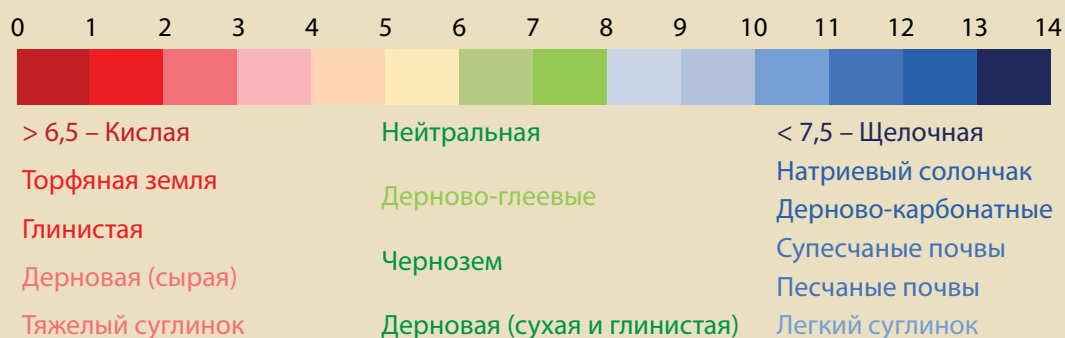 0 1 2 3 4 5 6 7 8 9 10 11 12 13 14
> 6,5 – Кислая
Торфяная земля
Глинистая
Дерновая (сырая)
Тяжелый суглинок
Нейтральная
Дерново-глеевые
Чернозем
Дерновая (сухая и глинистая)
< 7,5 – Щелочная
Натриевый солончак
Дерново-карбонатные
Супесчаные почвы
Песчаные почвы
Легкий суглинок